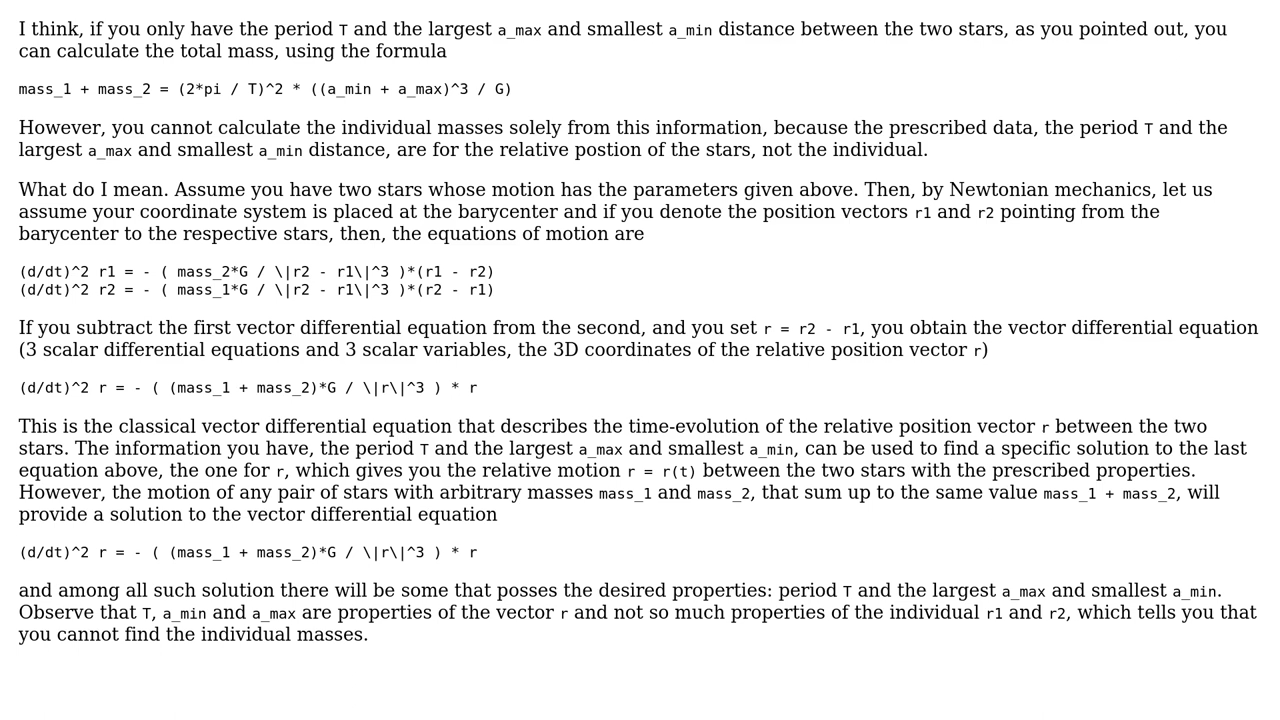 I think, if you only have the period T and the largest a_max and smallest a_min distance between the two stars, as you pointed out, you
can calculate the total mass, using the formula
mass_1 + mass_2 = (2*pi / T)^2 * ((a_min + a_max)^3 / G)
However, you cannot calculate the individual masses solely from this information, because the prescribed data, the period T and the
largest a_max and smallest a_min distance, are for the relative postion of the stars, not the individual.
What do I mean. Assume you have two stars whose motion has the parameters given above. Then, by Newtonian mechanics, let us
assume your coordinate system is placed at the barycenter and if you denote the position vectors r1 and r2 pointing from the
barycenter to the respective stars, then, the equations of motion are
(d/dt)^2 r1 = - ( mass_2*G / \|r2 - r1\|^3 )*(r1 - r2)
(d/dt)^2 r2 = - ( mass_1*G / \|r2 - r1\|^3 )*(r2 - r1)
If you subtract the first vector differential equation from the second, and you set r = r2 - r1, you obtain the vector differential equation
(3 scalar differential equations and 3 scalar variables, the 3D coordinates of the relative position vector r)
(d/dt)^2 r = - ( (mass_1 + mass_2)*G / \|r\|^3 ) * r
This is the classical vector differential equation that describes the time-evolution of the relative position vector r between the two
stars. The information you have, the period T and the largest a_max and smallest a_min, can be used to find a specific solution to the last
equation above, the one for r, which gives you the relative motion r = r(t) between the two stars with the prescribed properties.
However, the motion of any pair of stars with arbitrary masses mass_1 and mass_2, that sum up to the same value mass_1 + mass_2, will
provide a solution to the vector differential equation
(d/dt)^2 r = - ( (mass_1 + mass_2)*G / \|r\|^3 ) * r
and among all such solution there will be some that posses the desired properties: period T and the largest a_max and smallest a_min.
Observe that T, a_min and a_max are properties of the vector r and not so much properties of the individual r1 and r2, which tells you that
you cannot find the individual masses.